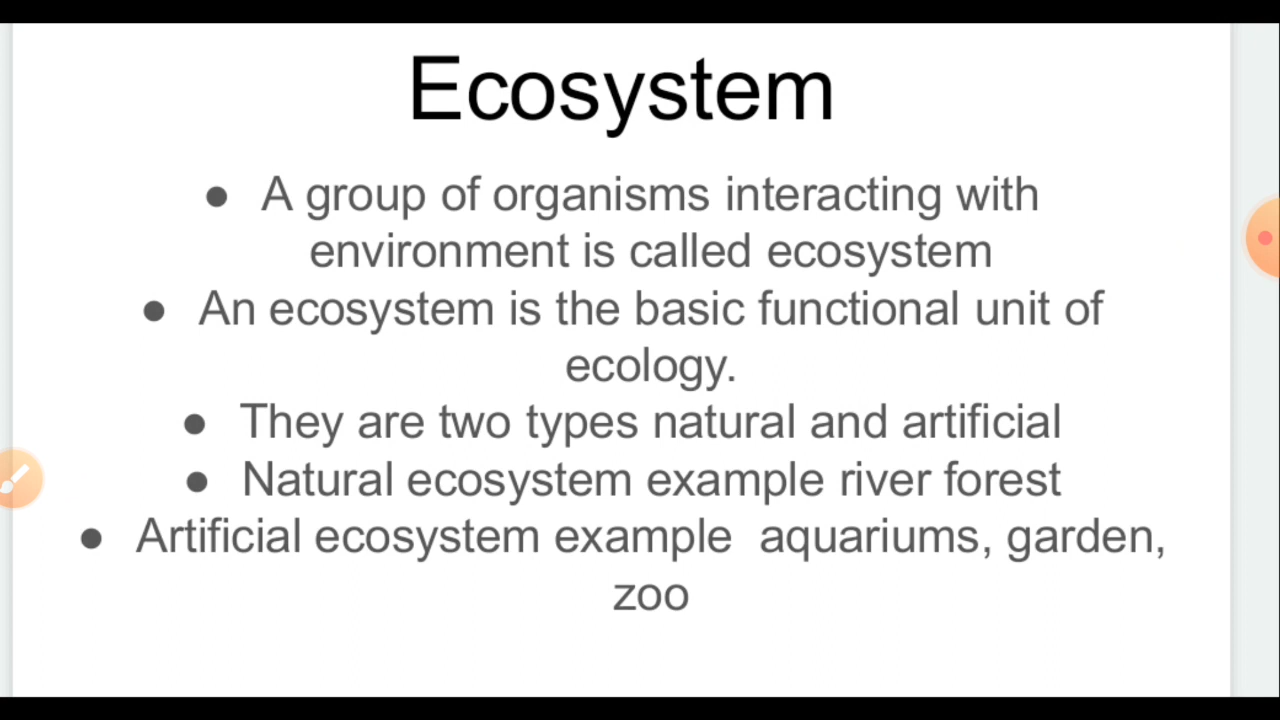 Ecosystem
● A group of organisms interacting with
environment is called ecosystem
● An ecosystem is the basic functional unit of
ecology.
● They are two types natural and artificial
● Natural ecosystem example river forest
● Artificial ecosystem example  aquariums, garden,
zoo